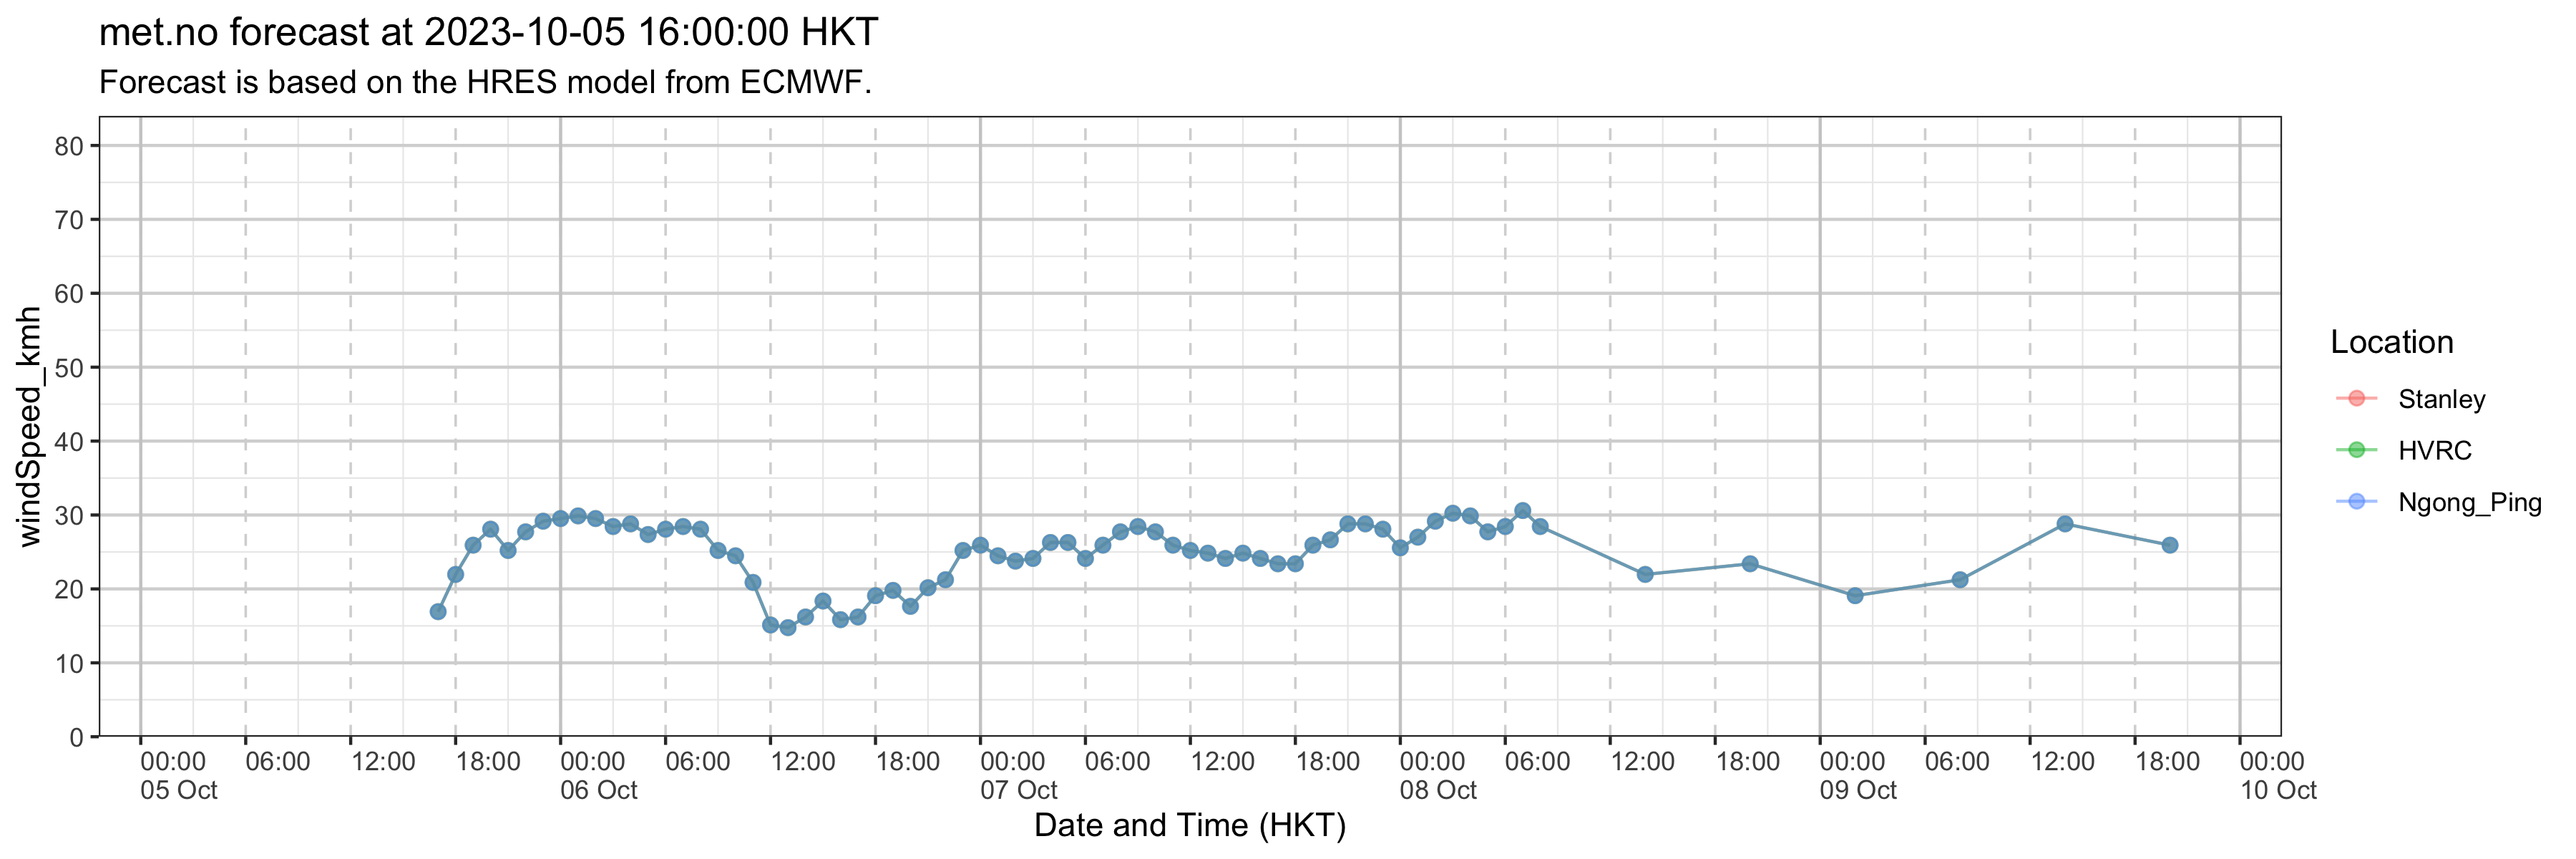 met.no forecast at 2023-10-05 16:00:00 HKT
Forecast is based on the HRES model from ECMWF.
windSpeed_kmh
80
70
60
50
40
30
20
10
0
00:00 06:00 12:00 18:00 00:00 06:00 12:00 18:00 00:00 06:00 12:00 18:00 00:00 06:00 12:00 18:00 00:00 06:00 12:00 18:00 00:00
05 Oct 06 Oct 07 Oct 08 Oct 09 Oct 10 Oct
Date and Time (HKT)
Location
Stanley
HVRC
Ngong_Ping